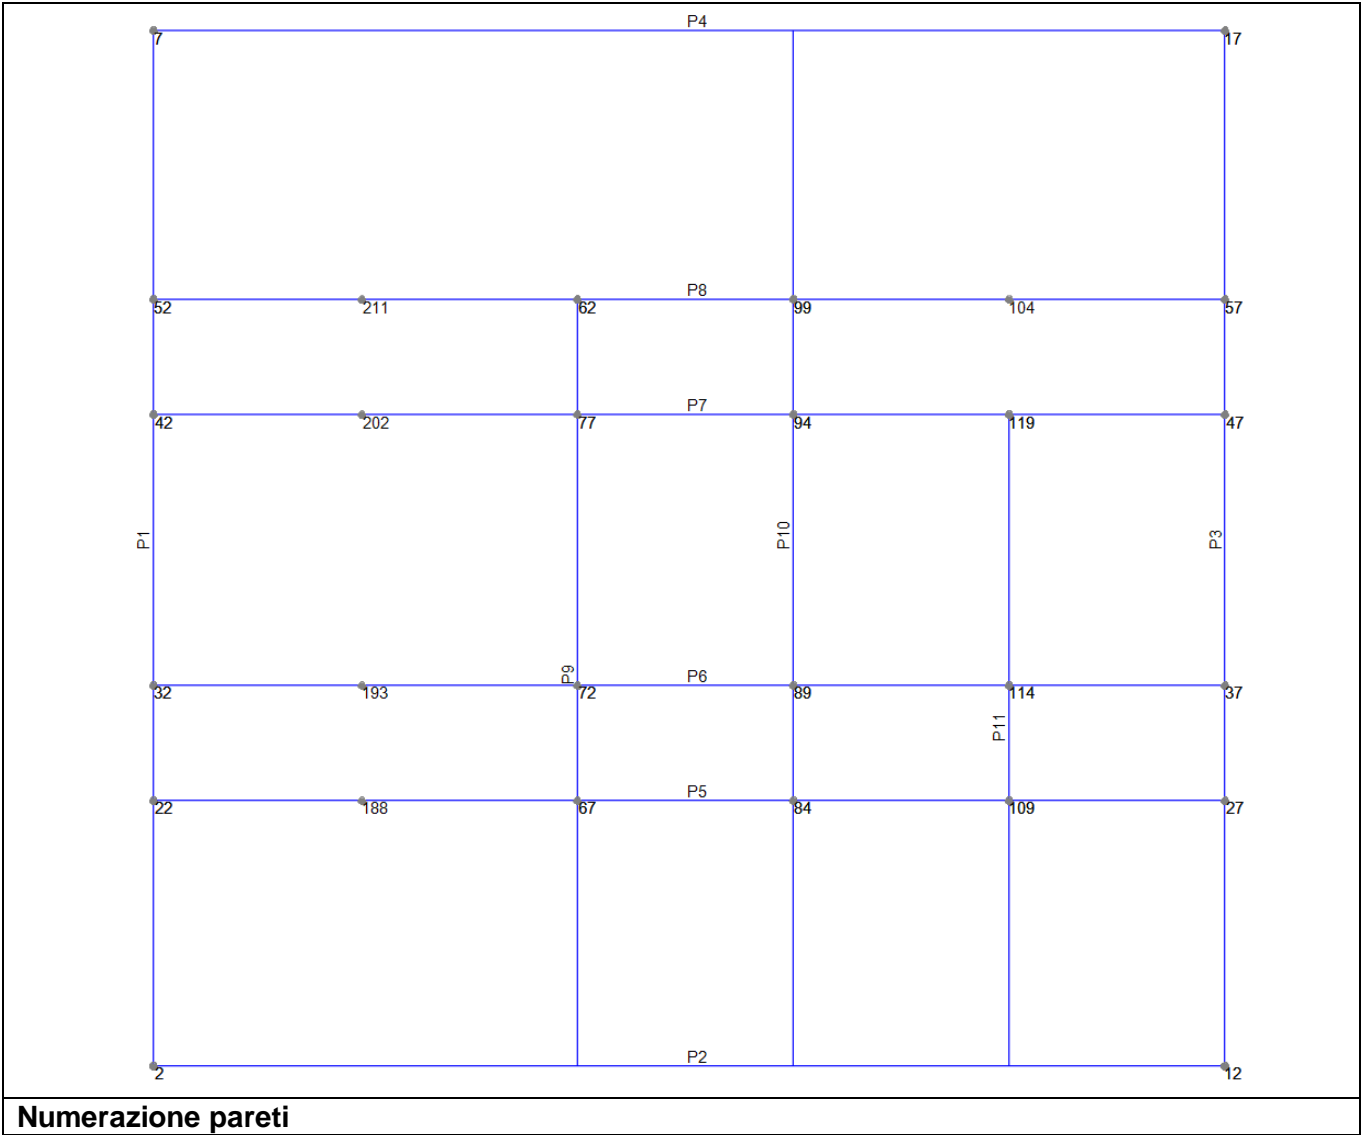 P4
7 17
P8
52 211 62 99 104 57
P7
42 202 77 94 119 47
P1 P10 P3
P9 P6
32 193 72 89 114 37
P11
P5
22 188 67 84 109 27
P2
2 12
Numerazione pareti